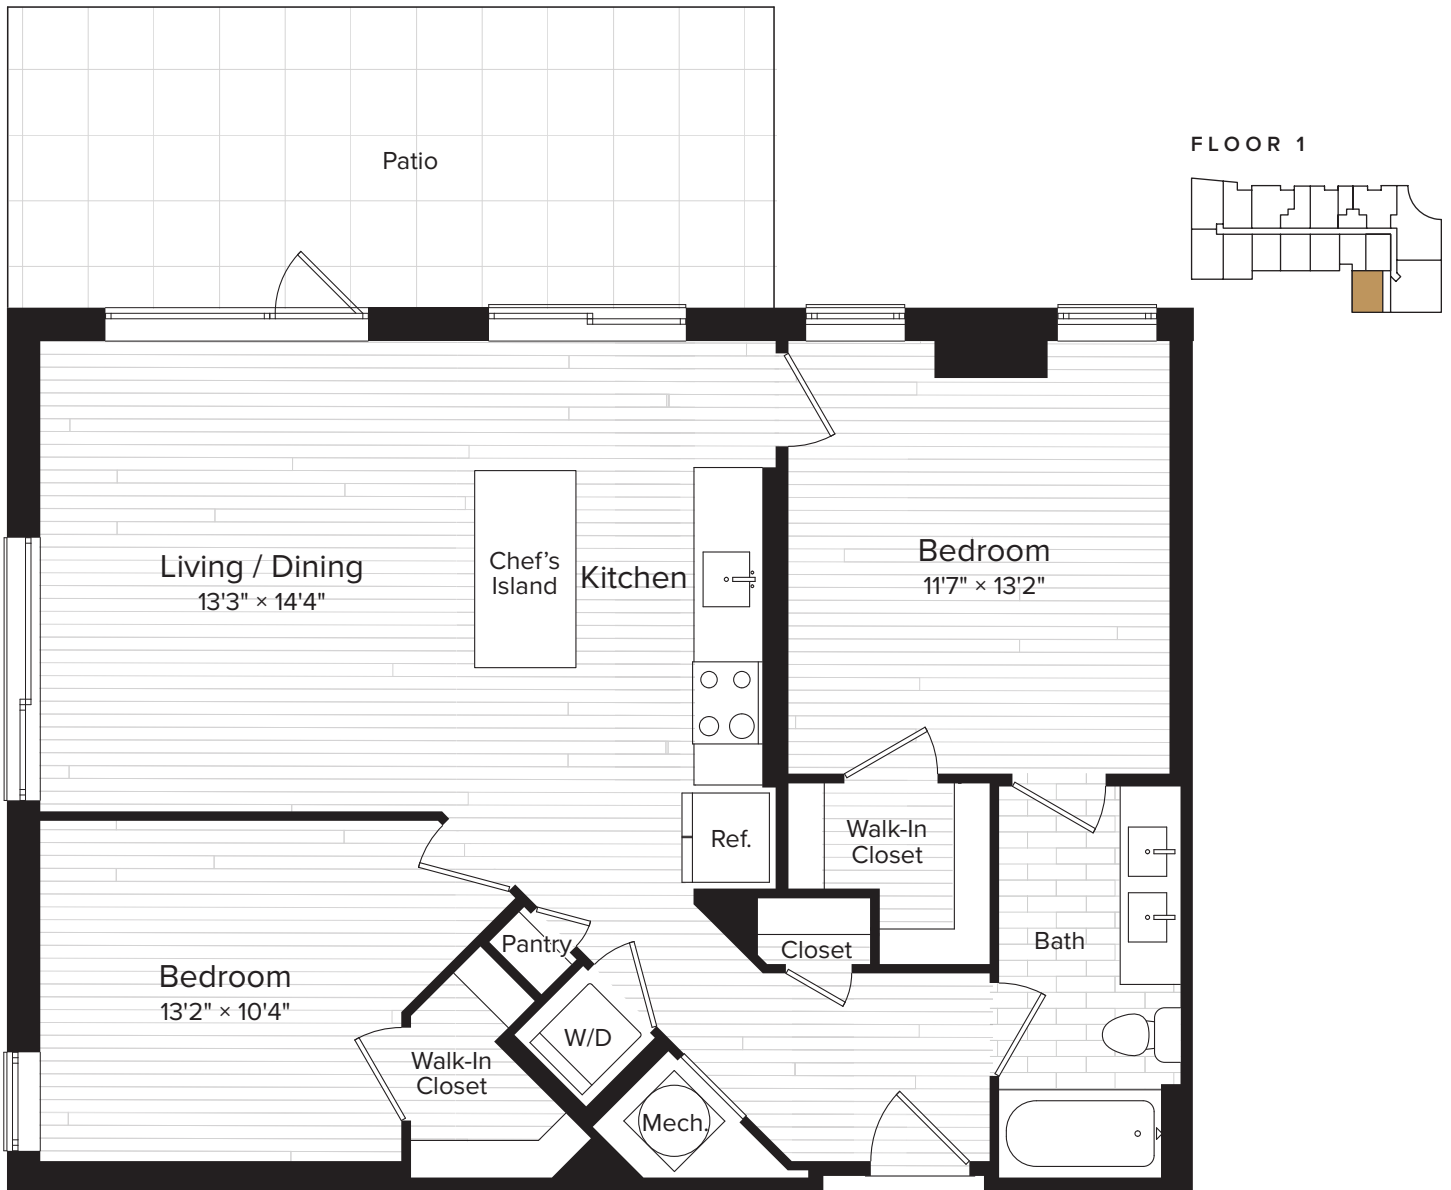 Patio
FLOOR 1
Living / Dining
13'3" × 14'4"
Chef's
Island
Kitchen
Bedroom
11'7" × 13'2"
Ref.
Walk-In
Closet
Closet
Bath
Pantry
Bedroom
13'2" × 10'4"
W/D
Walk-In
Closet
Mech.